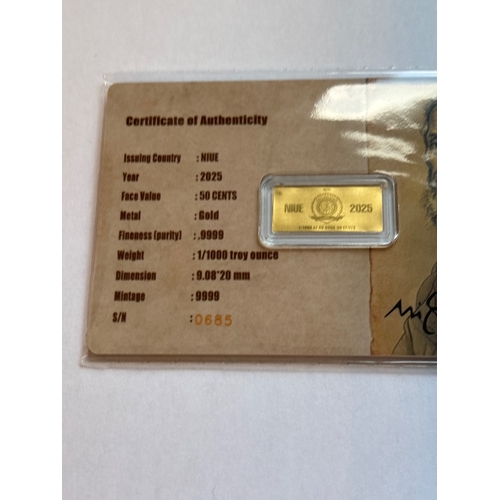 Certificate of Authenticity
Issuing Country : NIUE
Year : 2025
Face Value : 50 CENTS
Metal : Gold
Fineness (purity) : .9999
Weight : 1/1000 troy ounce
Dimension : 9.08*20 mm
Mintage : 9999
S/N : 0685
NIUE 2025